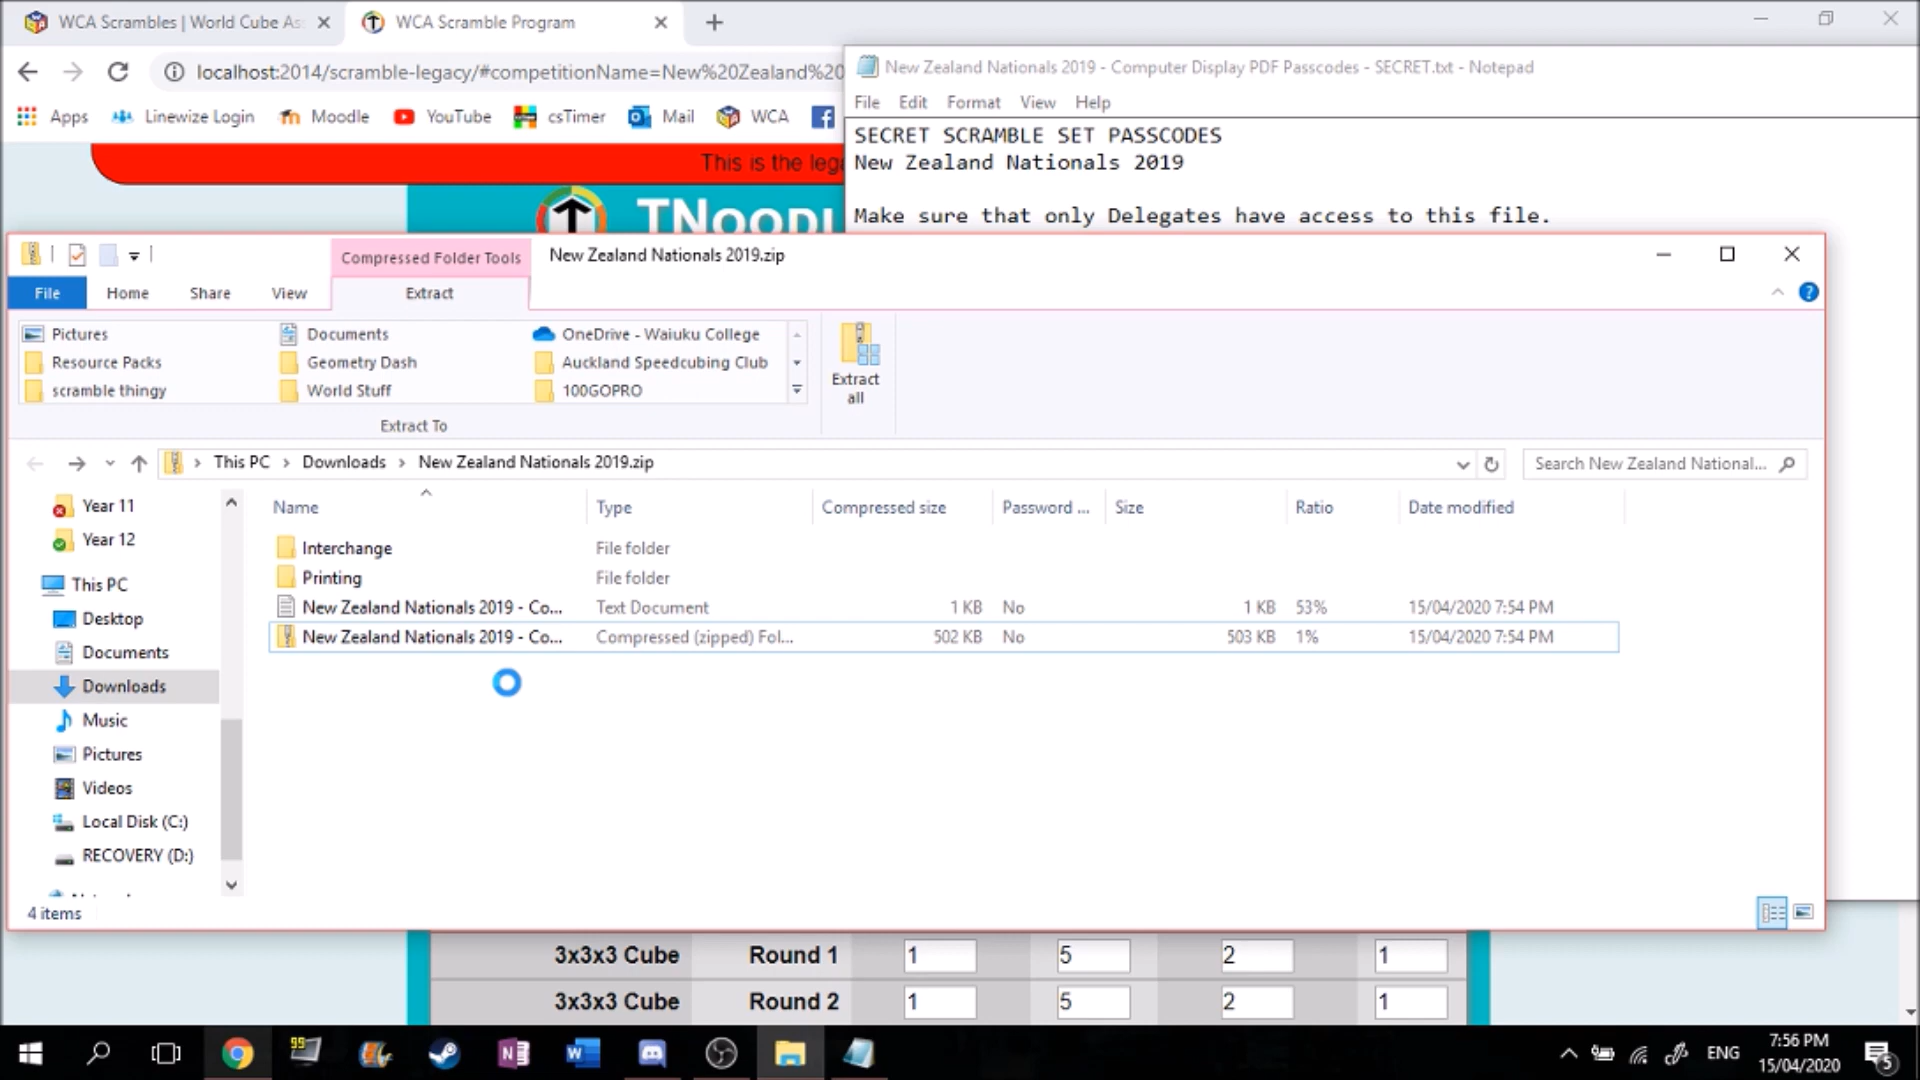 WCA Scrambles | World Cube As
WCA Scramble Program
localhost:2014/scramble-legacy/#competitionName=New%20Zealand%20
Apps
Linewize Login
Moodle
YouTube
csTimer
Mail
WCA
This is the lega
TNOODL
New Zealand Nationals 2019 - Computer Display PDF Passcodes - SECRET.txt - Notepad
File Edit Format View Help
SECRET SCRAMBLE SET PASSCODES
New Zealand Nationals 2019
Make sure that only Delegates have access to this file.
Compressed Folder Tools
New Zealand Nationals 2019.zip
File Home Share View Extract
Pictures
Documents
OneDrive - Waiuku College
Resource Packs
Geometry Dash
Auckland Speedcubing Club
scramble thingy
World Stuff
100GOPRO
Extract To
Extract
all
This PC > Downloads > New Zealand Nationals 2019.zip
Search New Zealand National...
Year 11
Year 12
This PC
Desktop
Documents
Downloads
Music
Pictures
Videos
Local Disk (C:)
RECOVERY (D:)
Name Type Compressed size Password ... Size Ratio Date modified
Interchange File folder
Printing File folder
New Zealand Nationals 2019 - Co... Text Document 1 KB No 1 KB 53% 15/04/2020 7:54 PM
New Zealand Nationals 2019 - Co... Compressed (zipped) Fol... 502 KB No 503 KB 1% 15/04/2020 7:54 PM
4 items
3x3x3 Cube Round 1 1 5 2 1
3x3x3 Cube Round 2 1 5 2 1
99
ENG
7:56 PM
15/04/2020
5